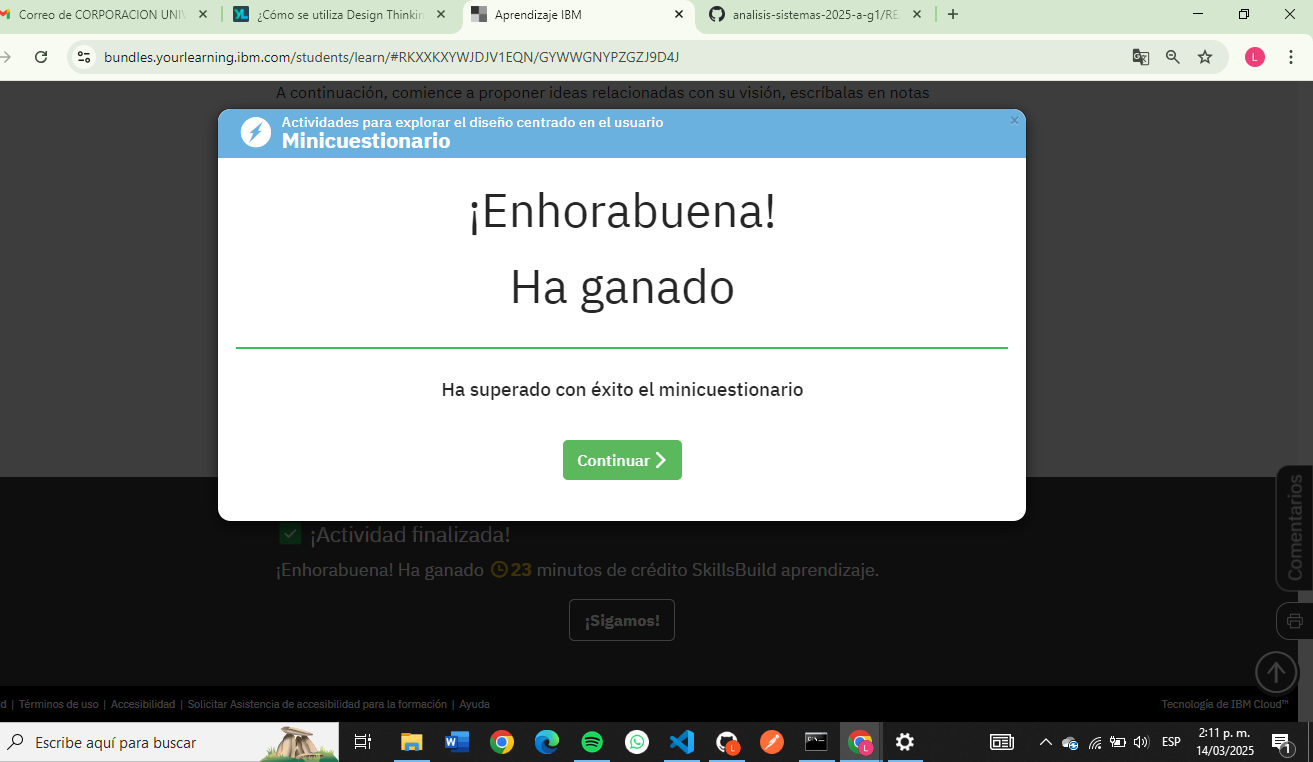 Correo de CORPORACION UNIV
¿Cómo se utiliza Design Thinkin
Aprendizaje IBM
analisis-sistemas-2025-a-g1/RE
bundles.yourlearning.ibm.com/students/learn/#RKXXKXYWJDJV1EQN/GYWWGNYPZGZJ9D4J
L
A continuación, comience a proponer ideas relacionadas con su visión, escríbalas en notas
Actividades para explorar el diseño centrado en el usuario
Minicuestionario
¡Enhorabuena!
Ha ganado
Ha superado con éxito el minicuestionario
Continuar
Comentarios
¡Actividad finalizada!
¡Enhorabuena! Ha ganado 23 minutos de crédito SkillsBuild aprendizaje.
¡Sigamos!
d | Términos de uso | Accesibilidad | Solicitar Asistencia de accesibilidad para la formación | Ayuda
Tecnología de IBM Cloud™
Escribe aquí para buscar
ESP
2:11 p. m.
14/03/2025
1